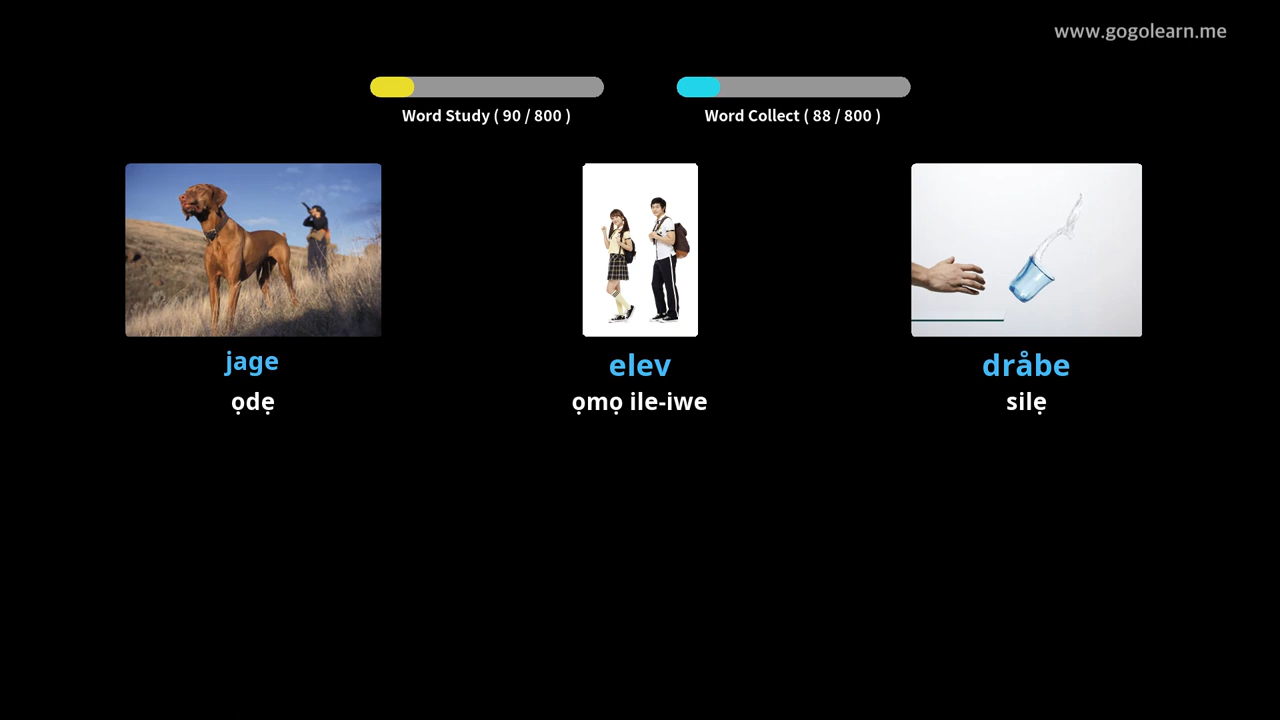 www.gogolearn.me
Word Study ( 90 / 800 )
Word Collect ( 88 / 800 )
jage
ọdẹ
elev
ọmọ ile-iwe
dråbe
silẹ